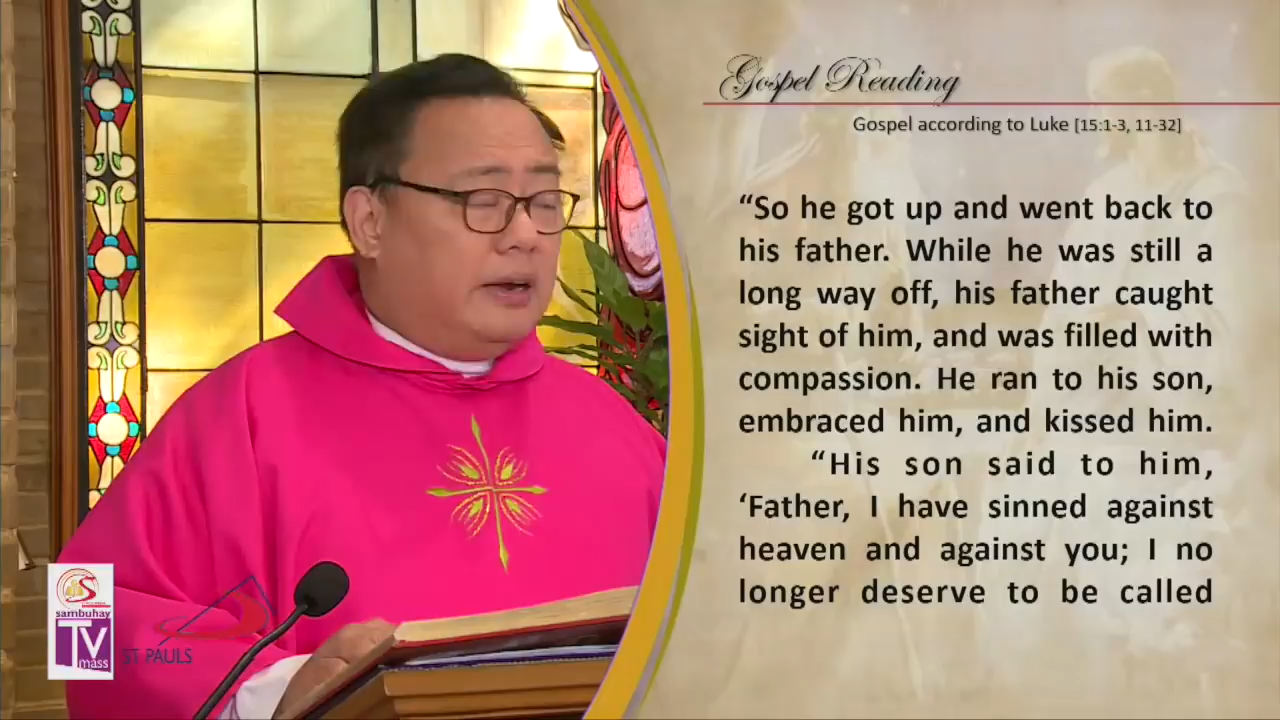 Gospel Reading
Gospel according to Luke [15:1-3, 11-32]
“So he got up and went back to
his father. While he was still a
long way off, his father caught
sight of him, and was filled with
compassion. He ran to his son,
embraced him, and kissed him.
“His son said to him,
‘Father, I have sinned against
heaven and against you; I no
longer deserve to be called
sambuhay
TV
mass
ST PAULS